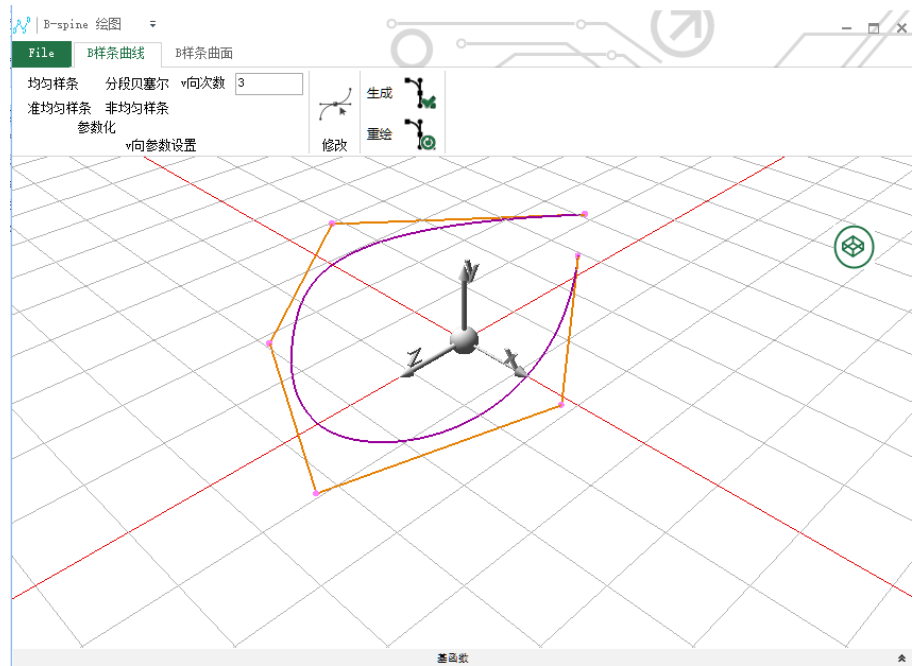 B-spine 绘图
File B样条曲线 B样条曲面
均匀样条 分段贝塞尔 v向次数 3
准均匀样条 非均匀样条
参数化
v向参数设置
修改
生成
重绘
y
Z
X
基函数